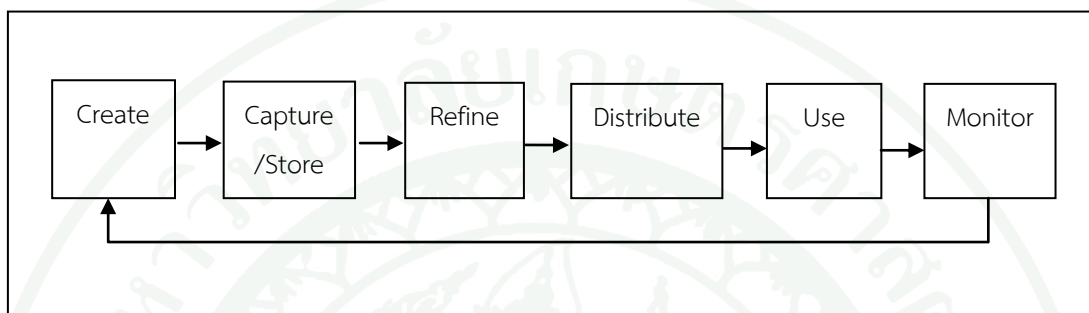 Create
Capture
/Store
Refine
Distribute
Use
Monitor